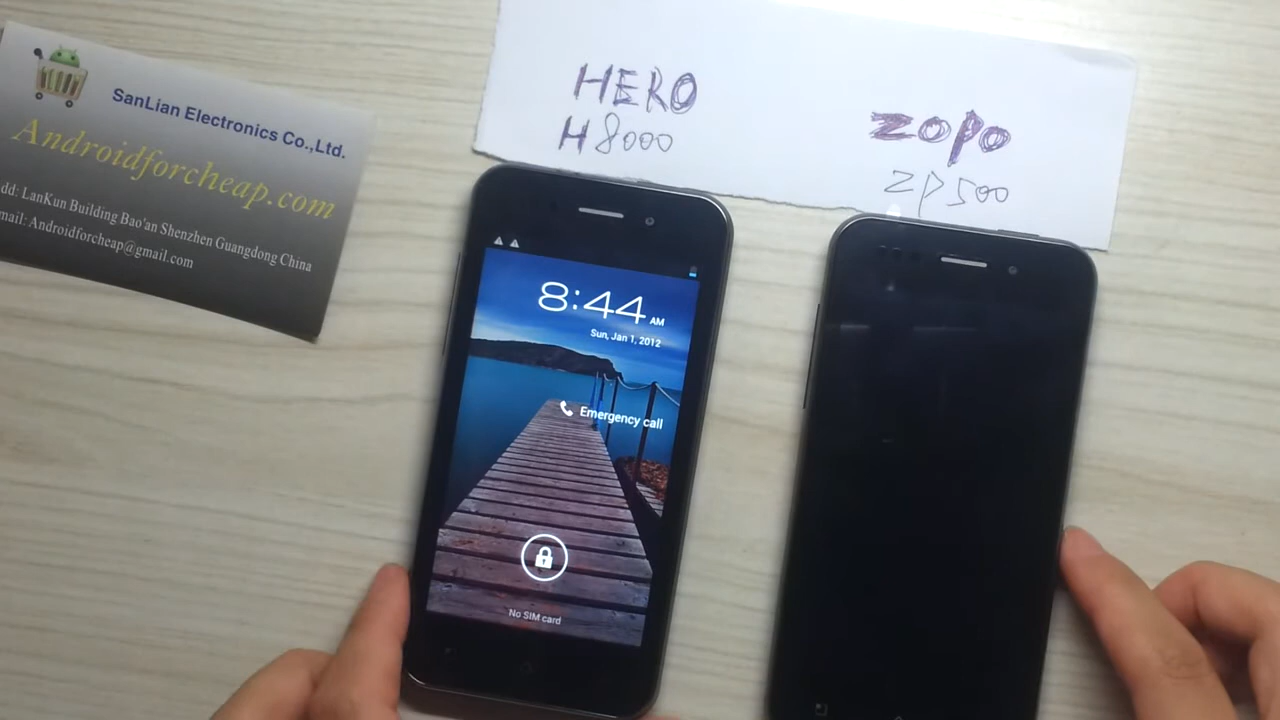 SanLian Electronics Co.,Ltd.
Androidforcheap.com
dd: LanKun Building Bao'an Shenzhen Guangdong China
mail: Androidforcheap@gmail.com
HERO
H8000
ZOPO
ZP500
8:44 AM
Sun, Jan 1, 2012
Emergency call
No SIM card